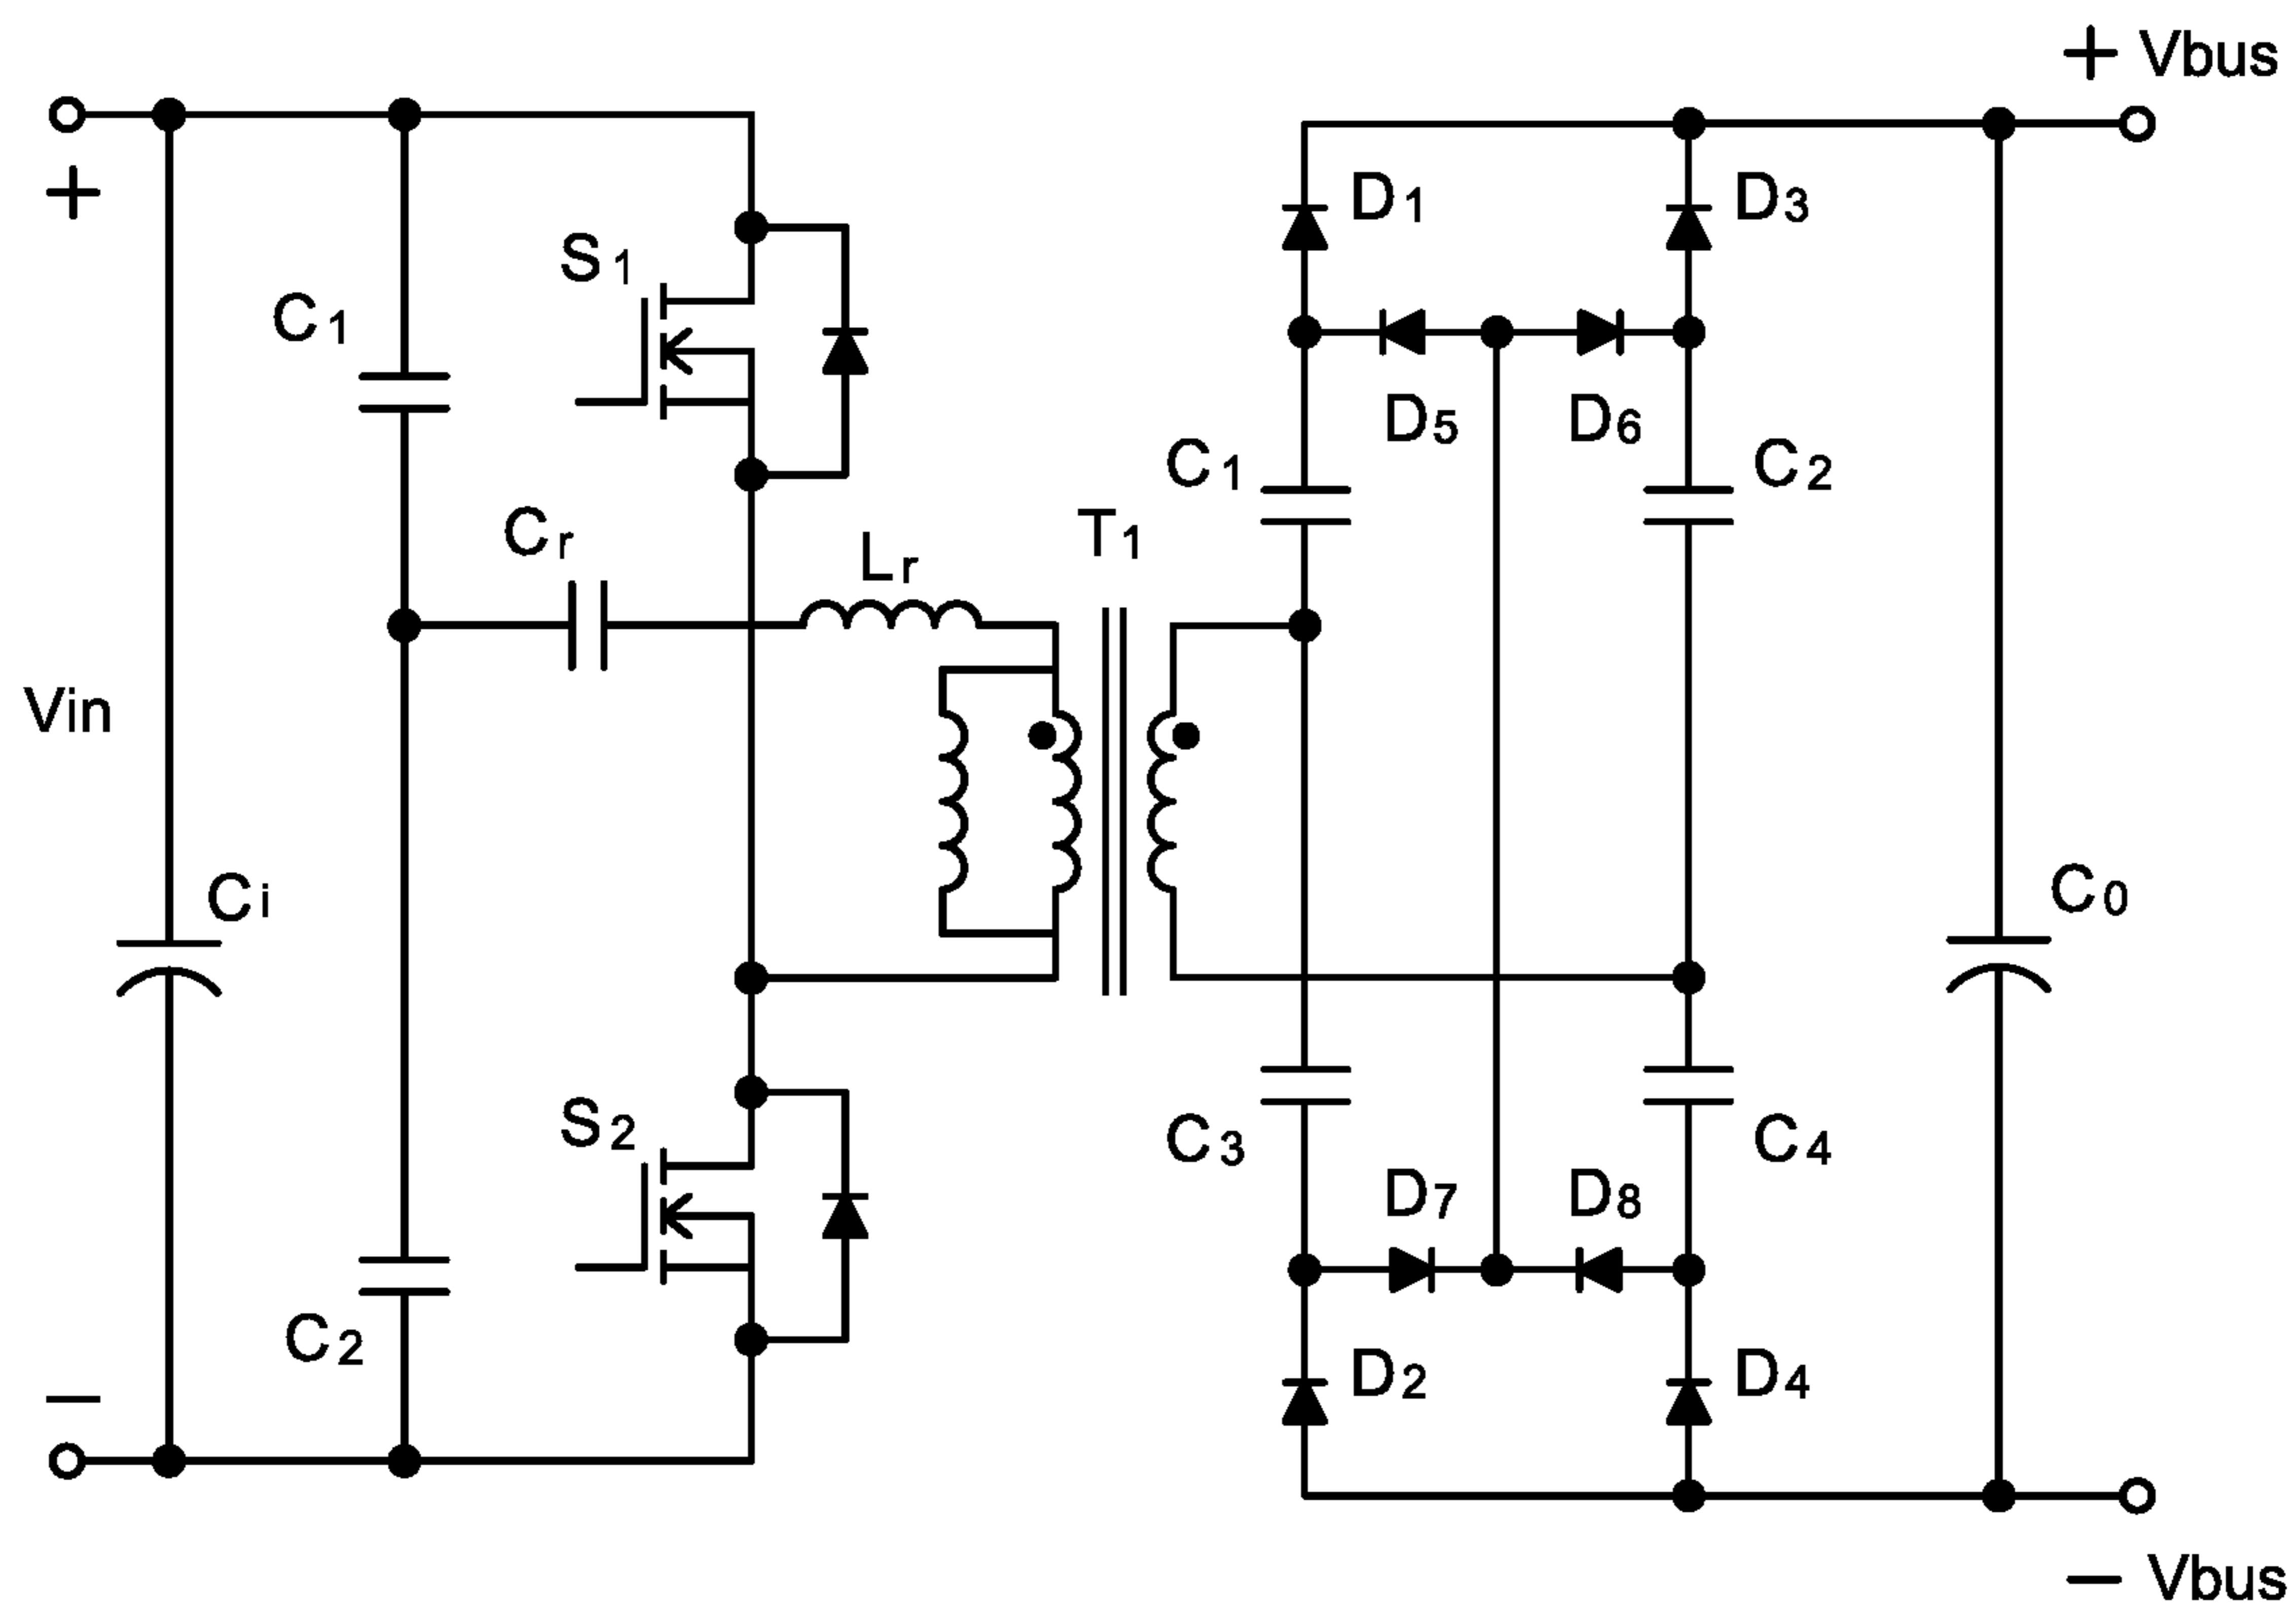 + Vbus
+
D1
D3
S1
C1
D5
D6
C1
C2
Cr
Lr
T1
Vin
Ci
C0
S2
C3
C4
D7
D8
C2
D2
D4
−
− Vbus